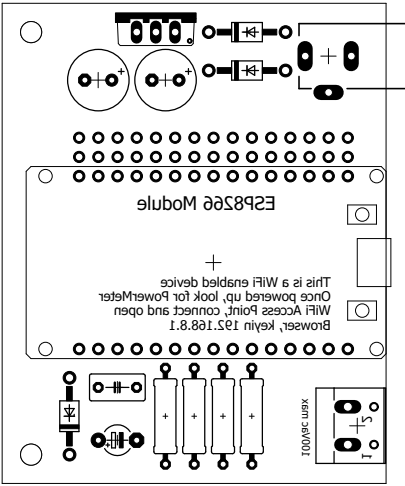 ESP8266 Module
This is a WiFi enabled device
Once powered up, look for PowerMeter
WiFi Access Point, connect and open
Browser, keyin 192.168.8.1.
100Vac max
2
1